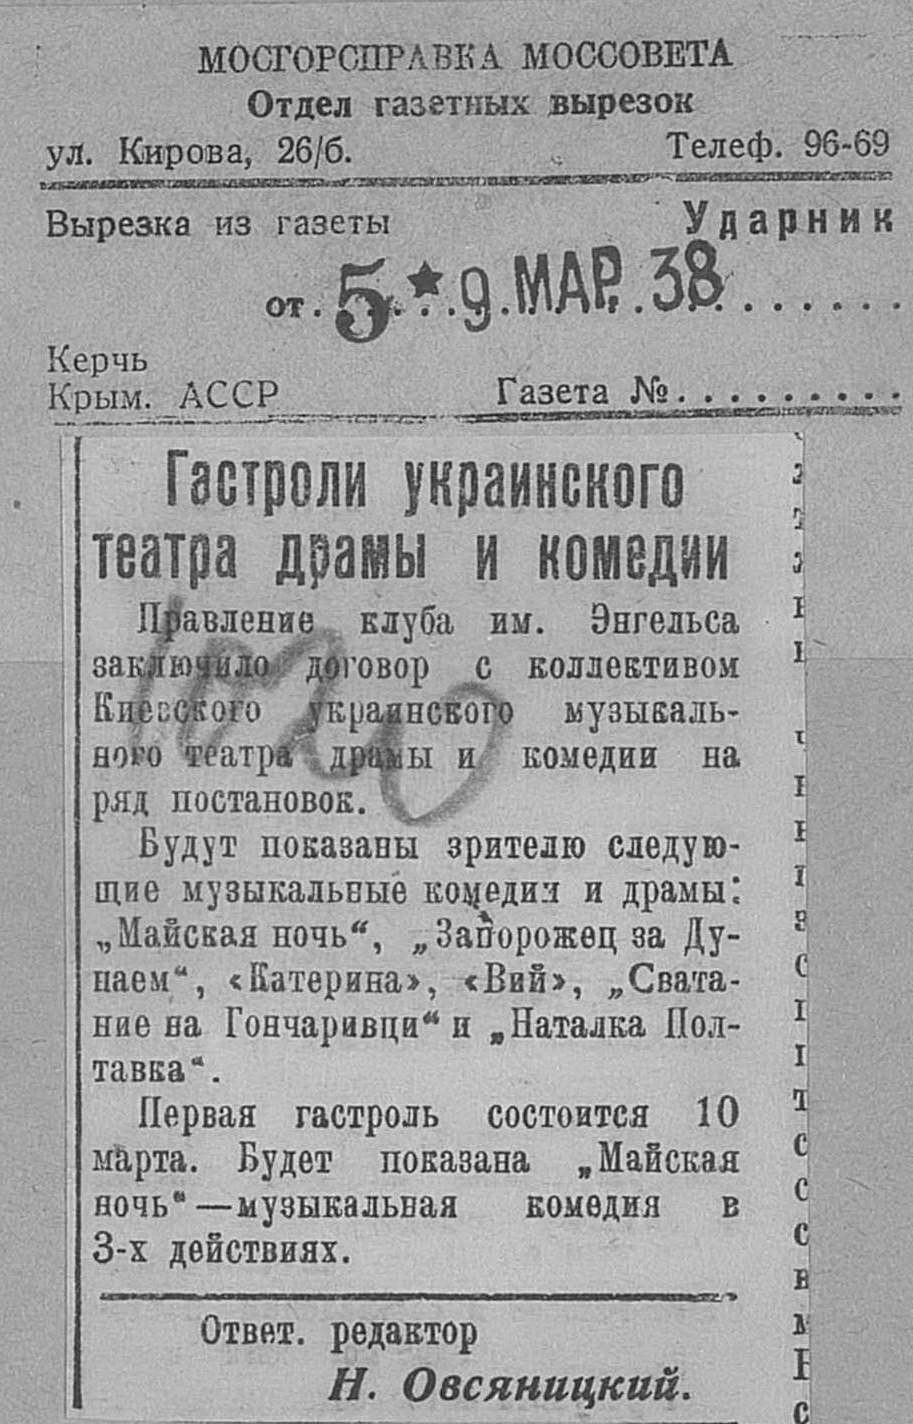 МОСГОРСПРАВКА МОССОВЕТА
Отдел газетных вырезок
ул. Кирова, 26/б. Телеф. 96-69
Вырезка из газеты Ударник
от. 5 ★ 9 МАР. 38
Керчь
Крым. АССР Газета №.........
Гастроли украинского
театра драмы и комедии
Правление клуба им. Энгельса
заключило договор с коллективом
Киевского украинского музыкаль-
ного театра драмы и комедии на
ряд постановок.
Будут показаны зрителю следую-
щие музыкальные комедии и драмы:
„Майская ночь“, „Запорожец за Ду-
наем“, «Катерина», «Вий», „Свата-
ние на Гончаривци“ и „Наталка Пол-
тавка“.
Первая гастроль состоится 10
марта. Будет показана „Майская
ночь“—музыкальная комедия в
3-х действиях.
Ответ. редактор
Н. Овсяницкий.